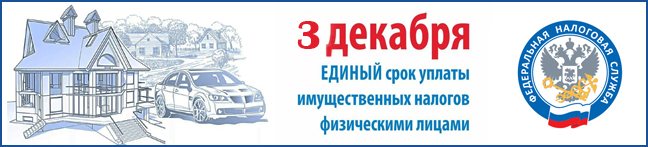 3 декабря
ЕДИНЫЙ срок уплаты
имущественных налогов
физическими лицами
ФЕДЕРАЛЬНАЯ НАЛОГОВАЯ СЛУЖБА